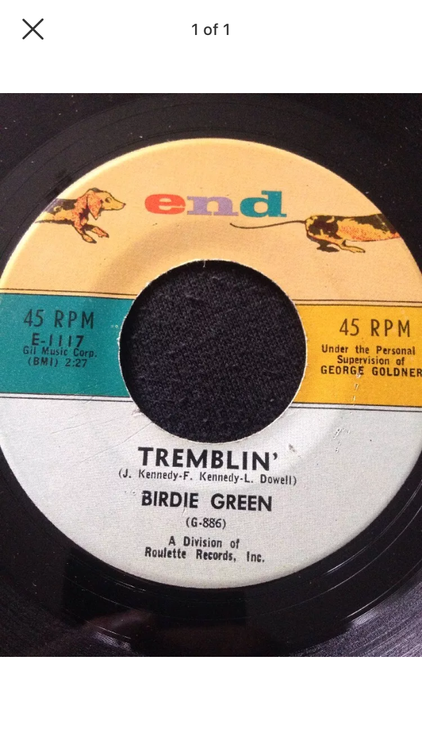 1 of 1
end
45 RPM
E-1117
Gil Music Corp.
(BMI) 2:27
45 RPM
Under the Personal
Supervision of
GEORGE GOLDNER
TREMBLIN'
(J. Kennedy-F. Kennedy-L. Dowell)
BIRDIE GREEN
(G-886)
A Division of
Roulette Records, Inc.